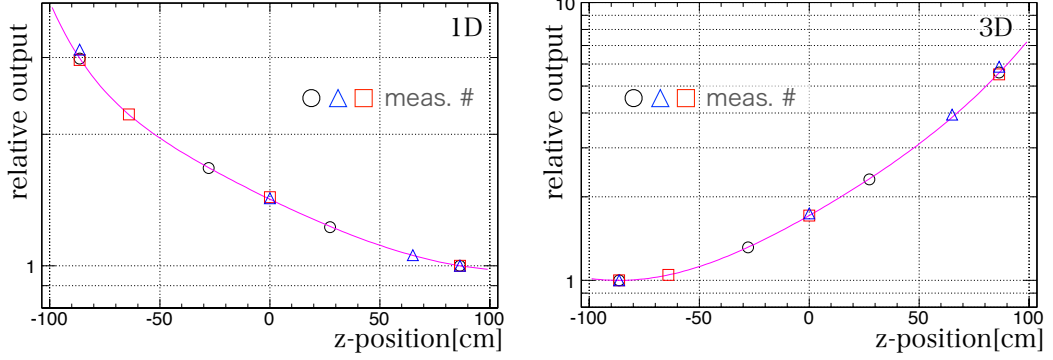 1D
relative output
meas. #
1
-100 -50 0 50 100
z-position[cm]
10
3D
relative output
meas. #
1
-100 -50 0 50 100
z-position[cm]